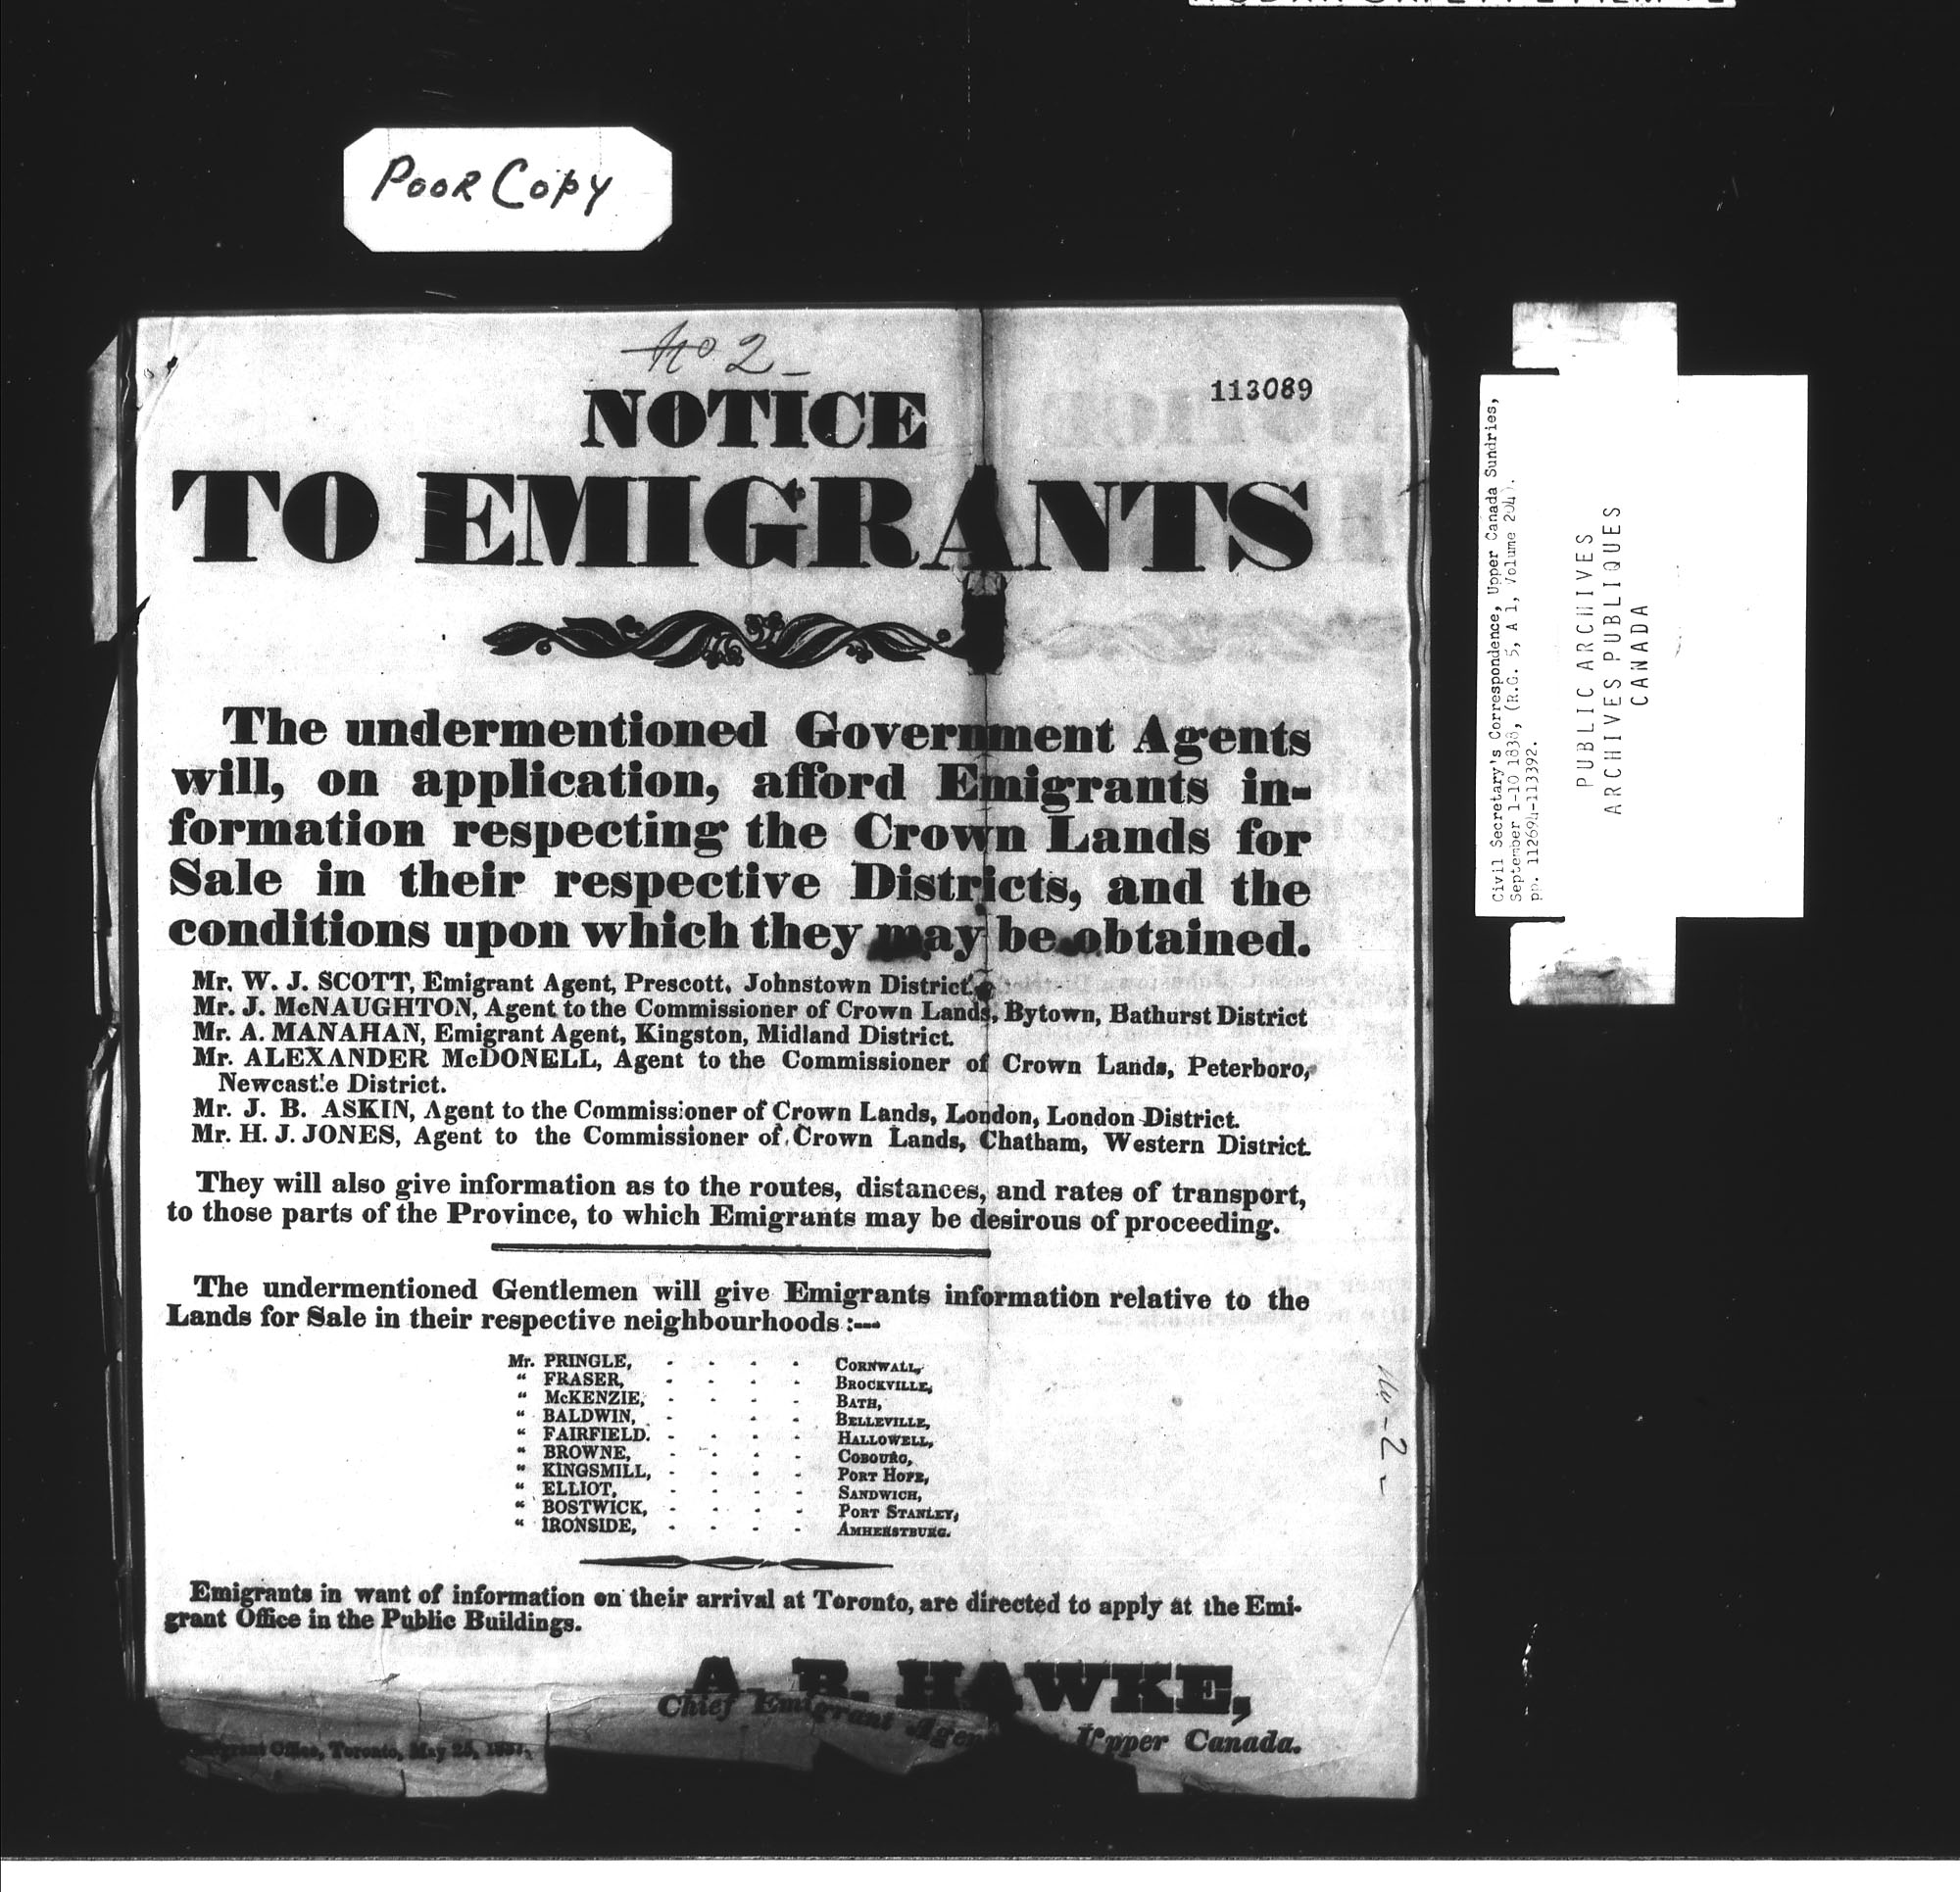 Poor Copy
No 2
113089
NOTICE
TO EMIGRANTS
The undermentioned Government Agents
will, on application, afford Emigrants in-
formation respecting the Crown Lands for
Sale in their respective Districts, and the
conditions upon which they may be obtained.
Mr. W. J. SCOTT, Emigrant Agent, Prescott, Johnstown District.
Mr. J. McNAUGHTON, Agent to the Commissioner of Crown Lands, Bytown, Bathurst District
Mr. A. MANAHAN, Emigrant Agent, Kingston, Midland District.
Mr. ALEXANDER McDONELL, Agent to the Commissioner of Crown Lands, Peterboro,
Newcastle District.
Mr. J. B. ASKIN, Agent to the Commissioner of Crown Lands, London, London District.
Mr. H. J. JONES, Agent to the Commissioner of Crown Lands, Chatham, Western District.
They will also give information as to the routes, distances, and rates of transport,
to those parts of the Province, to which Emigrants may be desirous of proceeding.
The undermentioned Gentlemen will give Emigrants information relative to the
Lands for Sale in their respective neighbourhoods :—
Mr. PRINGLE, - - - - CORNWALL,
" FRASER, - - - - BROCKVILLE,
" McKENZIE, - - - - BATH,
" BALDWIN, - - - BELLEVILLE,
" FAIRFIELD. - - - - HALLOWELL,
" BROWNE, - - - - COBOURG,
" KINGSMILL, - - - - PORT HOPE,
" ELLIOT, - - - - SANDWICH,
" BOSTWICK, - - - - PORT STANLEY,
" IRONSIDE, - - - - AMHERSTBURG.
Emigrants in want of information on their arrival at Toronto, are directed to apply at the Emi-
grant Office in the Public Buildings.
A. B. HAWKE,
Chief Emigrant Agent Upper Canada.
Emigrant Office, Toronto, May 25,
Civil Secretary's Correspondence, Upper Canada Sundries,
September 1-10 1838, (R.G. 5, A 1, Volume 204).
pp. 112694-113392.
PUBLIC ARCHIVES
ARCHIVES PUBLIQUES
CANADA